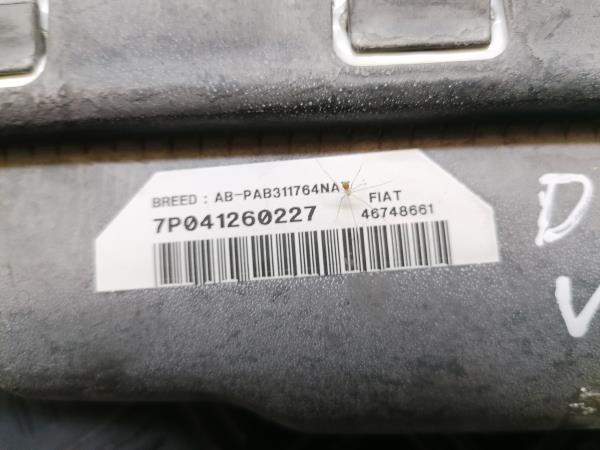 BREED : AB-PAB311764NA
FIAT
7P041260227
46748661
D
V